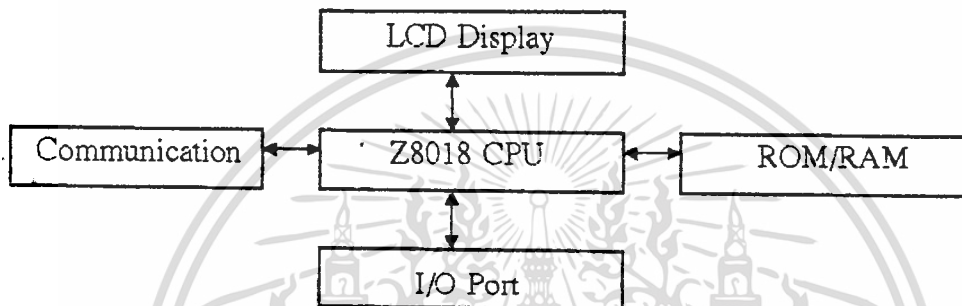 LCD Display
Communication
Z8018 CPU
ROM/RAM
I/O Port